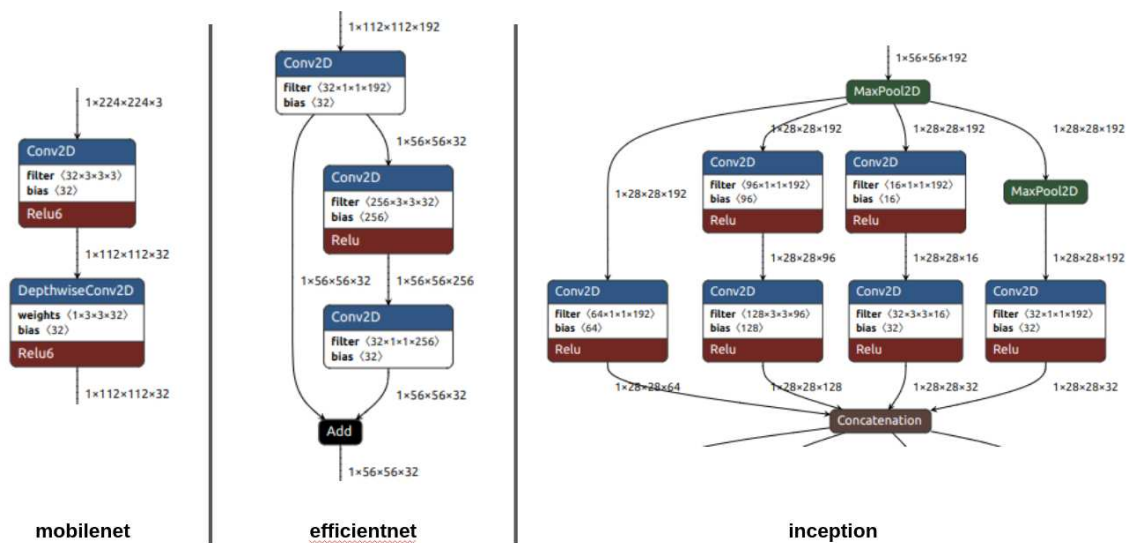 1×224×224×3
Conv2D
filter ⟨32×3×3×3⟩
bias ⟨32⟩
Relu6
1×112×112×32
DepthwiseConv2D
weights ⟨1×3×3×32⟩
bias ⟨32⟩
Relu6
1×112×112×32
mobilenet
1×112×112×192
Conv2D
filter ⟨32×1×1×192⟩
bias ⟨32⟩
1×56×56×32
Conv2D
filter ⟨256×3×3×32⟩
bias ⟨256⟩
Relu
1×56×56×32
1×56×56×256
Conv2D
filter ⟨32×1×1×256⟩
bias ⟨32⟩
1×56×56×32
Add
1×56×56×32
efficientnet
1×56×56×192
MaxPool2D
1×28×28×192
1×28×28×192
1×28×28×192
Conv2D
filter ⟨96×1×1×192⟩
bias ⟨96⟩
Relu
Conv2D
filter ⟨16×1×1×192⟩
bias ⟨16⟩
Relu
MaxPool2D
1×28×28×192
1×28×28×96
1×28×28×16
1×28×28×192
Conv2D
filter ⟨64×1×1×192⟩
bias ⟨64⟩
Relu
Conv2D
filter ⟨128×3×3×96⟩
bias ⟨128⟩
Relu
Conv2D
filter ⟨32×3×3×16⟩
bias ⟨32⟩
Relu
Conv2D
filter ⟨32×1×1×192⟩
bias ⟨32⟩
Relu
1×28×28×64
1×28×28×128
1×28×28×32
1×28×28×32
Concatenation
inception